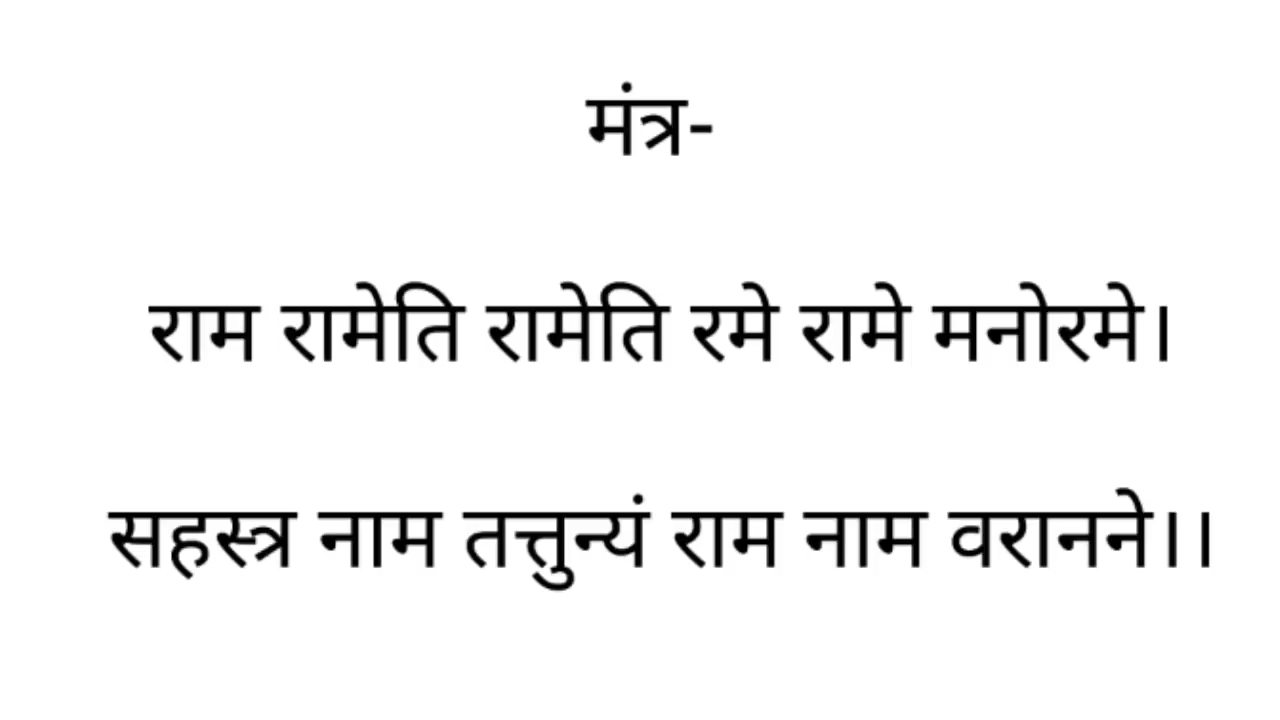 मंत्र-
राम रामेति रामेति रमे रामे मनोरमे।
सहस्त्र नाम तत्तुन्यं राम नाम वरानने।।